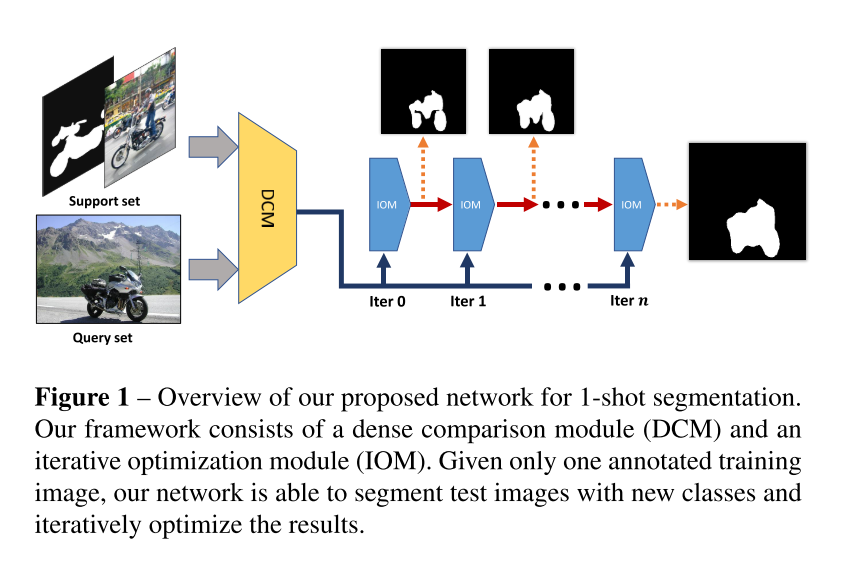 Support set
Query set
DCM
IOM
IOM
IOM
Iter 0
Iter 1
Iter n
Figure 1 – Overview of our proposed network for 1-shot segmentation.
Our framework consists of a dense comparison module (DCM) and an
iterative optimization module (IOM). Given only one annotated training
image, our network is able to segment test images with new classes and
iteratively optimize the results.